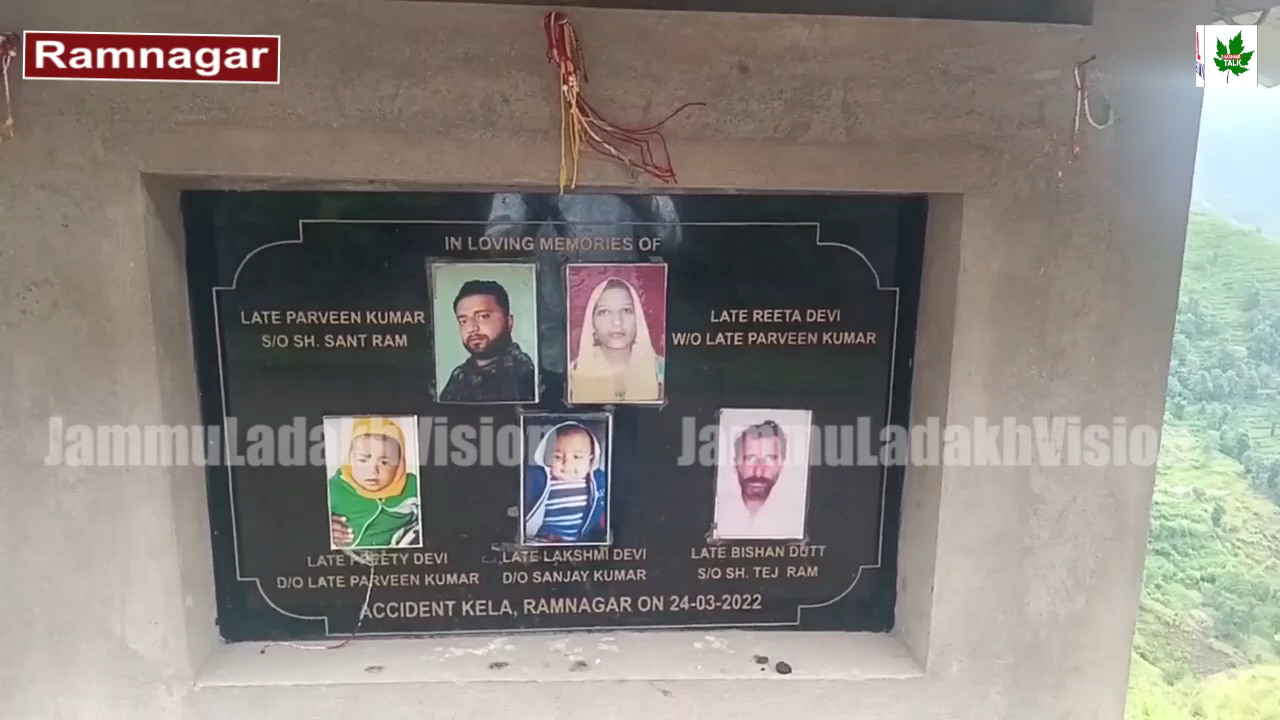 Ramnagar
TALK
IN LOVING MEMORIES OF
LATE PARVEEN KUMAR
S/O SH. SANT RAM
LATE REETA DEVI
W/O LATE PARVEEN KUMAR
JammuLadakhVision
JammuLadakhVision
LATE PREETY DEVI
D/O LATE PARVEEN KUMAR
LATE LAKSHMI DEVI
D/O SANJAY KUMAR
LATE BISHAN DUTT
S/O SH. TEJ RAM
ACCIDENT KELA, RAMNAGAR ON 24-03-2022